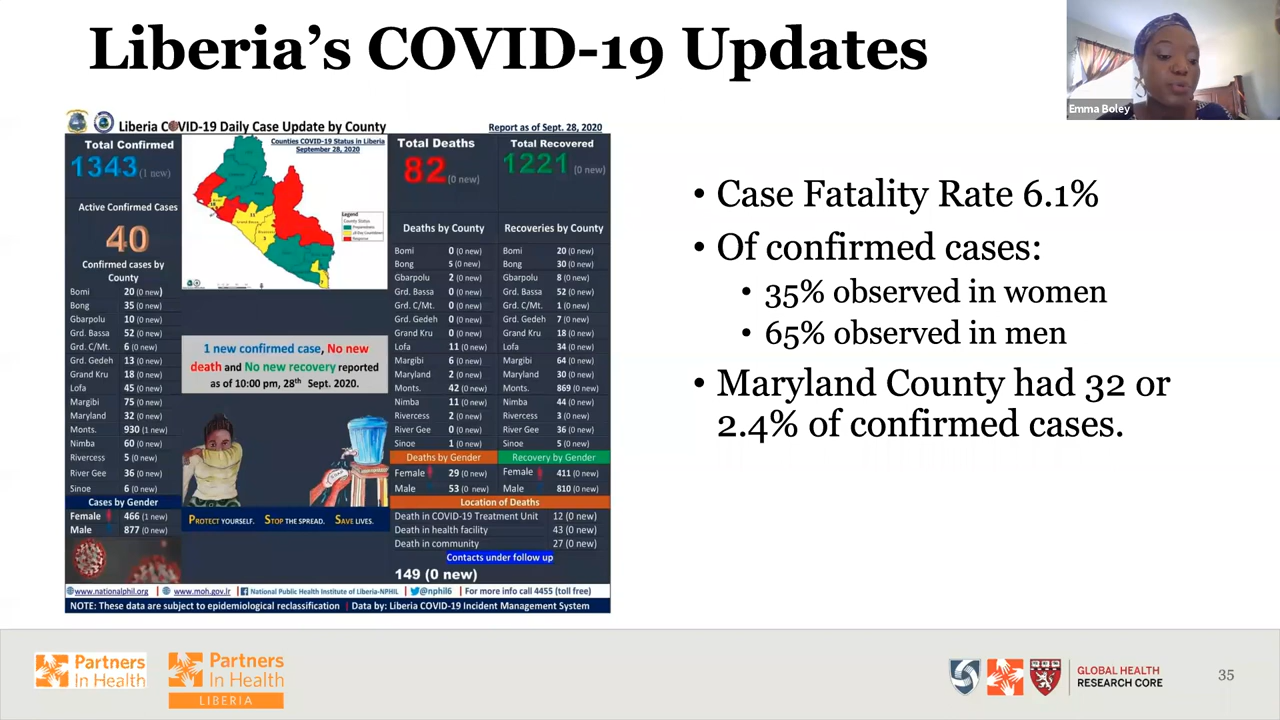 Liberia's COVID-19 Updates
Emma Boley
Liberia COVID-19 Daily Case Update by County
Report as of Sept. 28, 2020
Total Confirmed
1343 (1 new)
Active Confirmed Cases
40
Confirmed cases by
County
Bomi 20 (0 new)
Bong 35 (0 new)
Gbarpolu 10 (0 new)
Grd. Bassa 52 (0 new)
Grd. C/Mt. 6 (0 new)
Grd. Gedeh 13 (0 new)
Grand Kru 18 (0 new)
Lofa 45 (0 new)
Margibi 75 (0 new)
Maryland 32 (0 new)
Monts. 930 (1 new)
Nimba 60 (0 new)
Rivercess 5 (0 new)
River Gee 36 (0 new)
Sinoe 6 (0 new)
Cases by Gender
Female 466 (1 new)
Male 877 (0 new)
Counties COVID-19 Status in Liberia
September 28, 2020
Legend
County Status
Response
1 new confirmed case, No new
death and No new recovery reported
as of 10:00 pm, 28th Sept. 2020.
PROTECT YOURSELF. STOP THE SPREAD. SAVE LIVES.
Total Deaths
82 (0 new)
Deaths by County
Bomi 0 (0 new)
Bong 5 (0 new)
Gbarpolu 2 (0 new)
Grd. Bassa 0 (0 new)
Grd. C/Mt. 0 (0 new)
Grd. Gedeh 0 (0 new)
Grand Kru 0 (0 new)
Lofa 11 (0 new)
Margibi 6 (0 new)
Maryland 2 (0 new)
Monts. 42 (0 new)
Nimba 11 (0 new)
Rivercess 2 (0 new)
River Gee 0 (0 new)
Sinoe 1 (0 new)
Deaths by Gender
Female 29 (0 new)
Male 53 (0 new)
Total Recovered
1221 (0 new)
Recoveries by County
Bomi 20 (0 new)
Bong 30 (0 new)
Gbarpolu 8 (0 new)
Grd. Bassa 52 (0 new)
Grd. C/Mt. 1 (0 new)
Grd. Gedeh 7 (0 new)
Grand Kru 18 (0 new)
Lofa 34 (0 new)
Margibi 64 (0 new)
Maryland 30 (0 new)
Monts. 869 (0 new)
Nimba 44 (0 new)
Rivercess 3 (0 new)
River Gee 36 (0 new)
Sinoe 5 (0 new)
Recovery by Gender
Female 411 (0 new)
Male 810 (0 new)
Location of Deaths
Death in COVID-19 Treatment Unit 12 (0 new)
Death in health facility 43 (0 new)
Death in community 27 (0 new)
Contacts under follow up
149 (0 new)
www.nationalphil.org | www.moh.gov.lr | National Public Health Institute of Liberia-NPHIL | @nphil6 | For more info call 4455 (toll free)
NOTE: These data are subject to epidemiological reclassification | Data by: Liberia COVID-19 Incident Management System
• Case Fatality Rate 6.1%
• Of confirmed cases:
• 35% observed in women
• 65% observed in men
• Maryland County had 32 or
2.4% of confirmed cases.
Partners
In Health
Partners
In Health
LIBERIA
GLOBAL HEALTH
RESEARCH CORE
35